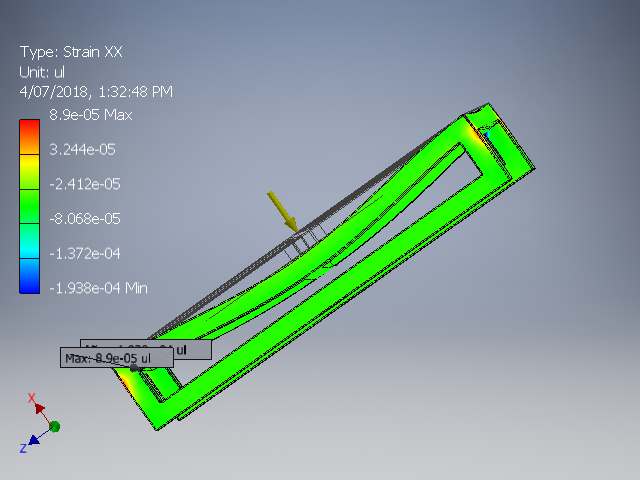 Type: Strain XX
Unit: ul
4/07/2018, 1:32:48 PM
8.9e-05 Max
3.244e-05
-2.412e-05
-8.068e-05
-1.372e-04
-1.938e-04 Min
ul
Max: 8.9e-05 ul
X
Z